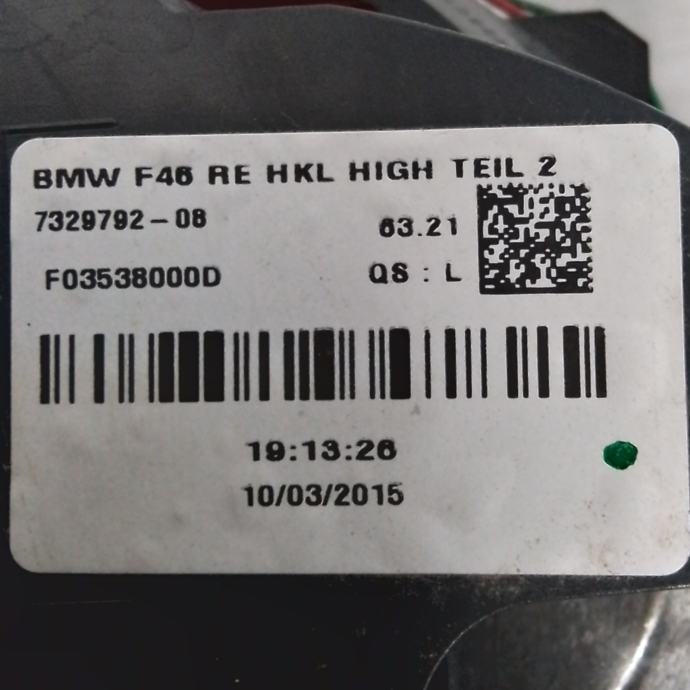 BMW F46 RE HKL HIGH TEIL 2
7329792-08 63.21
F03538000D QS : L
19:13:26
10/03/2015